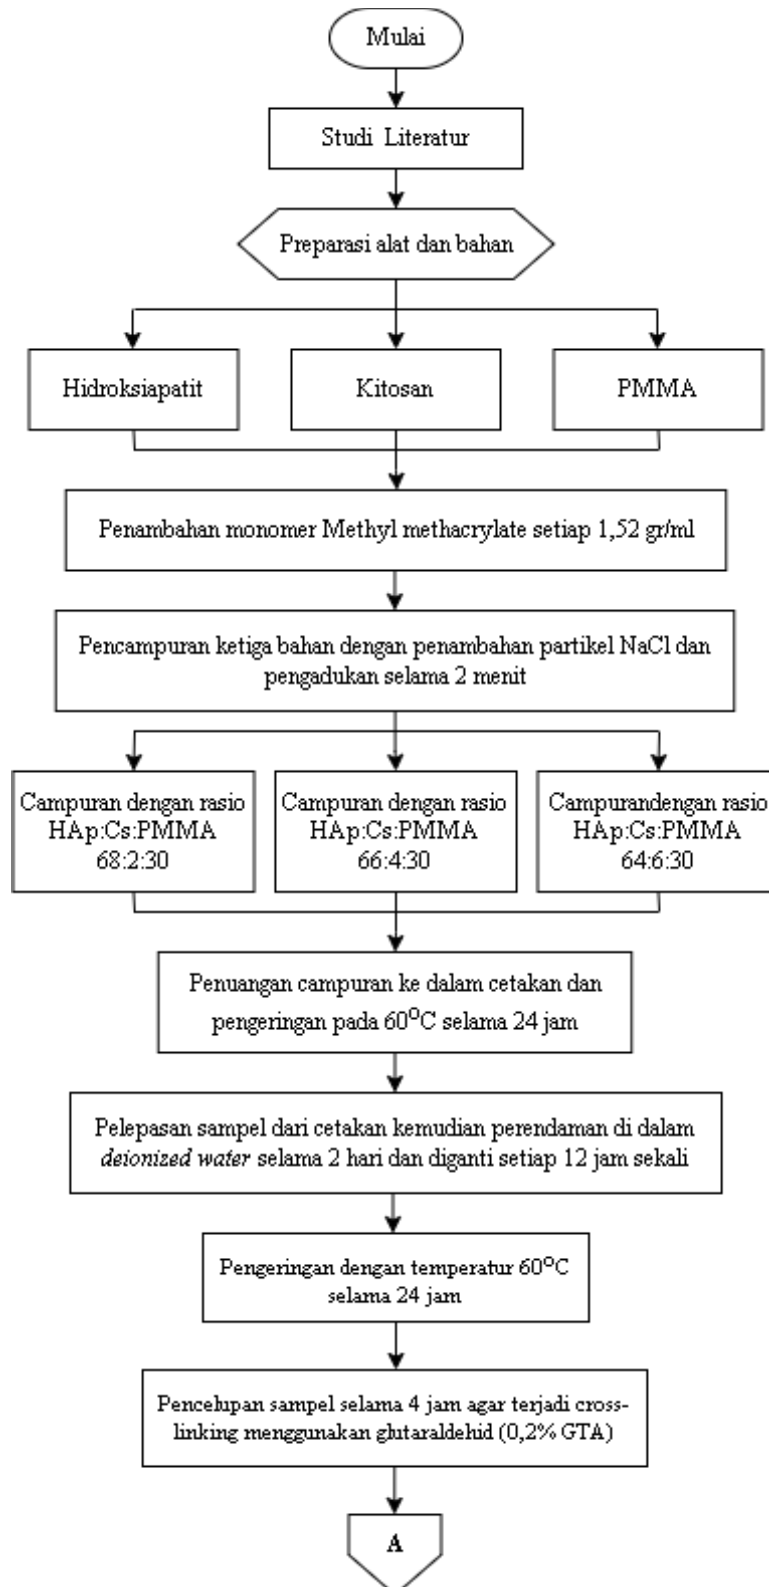 Mulai
Studi Literatur
Preparasi alat dan bahan
Hidroksiapatit
Kitosan
PMMA
Penambahan monomer Methyl methacrylate setiap 1,52 gr/ml
Pencampuran ketiga bahan dengan penambahan partikel NaCl dan
pengadukan selama 2 menit
Campuran dengan rasio
HAp:Cs:PMMA
68:2:30
Campuran dengan rasio
HAp:Cs:PMMA
66:4:30
Campurandengan rasio
HAp:Cs:PMMA
64:6:30
Penuangan campuran ke dalam cetakan dan
pengeringan pada 60°C selama 24 jam
Pelepasan sampel dari cetakan kemudian perendaman di dalam
deionized water selama 2 hari dan diganti setiap 12 jam sekali
Pengeringan dengan temperatur 60°C
selama 24 jam
Pencelupan sampel selama 4 jam agar terjadi cross-
linking menggunakan glutaraldehid (0,2% GTA)
A